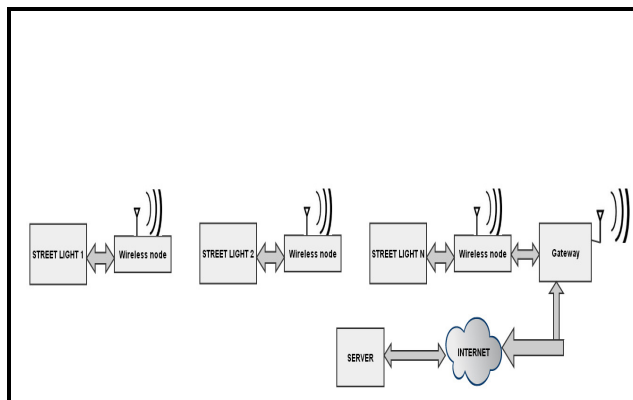 STREET LIGHT 1
Wireless node
STREET LIGHT 2
Wireless node
STREET LIGHT N
Wireless node
Gateway
SERVER
INTERNET